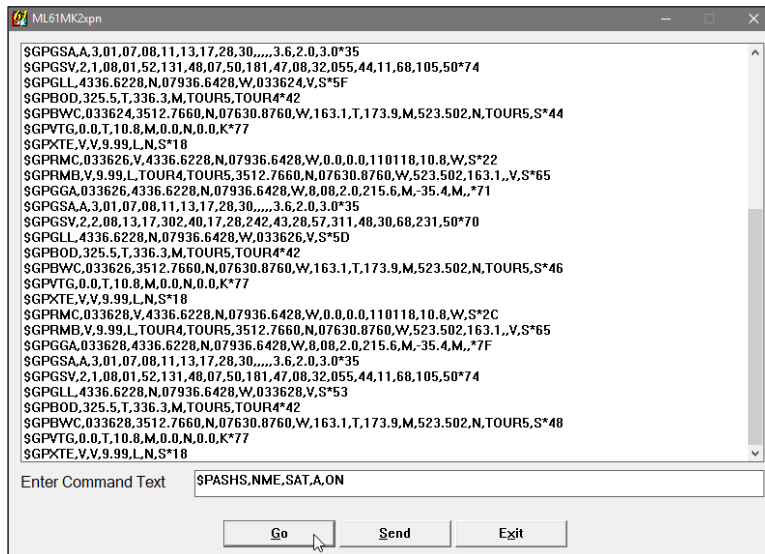 ML61MK2xpn
$GPGSA,A,3,01,07,08,11,13,17,28,30,,,,,3.6,2.0,3.0*35
$GPGSV,2,1,08,01,52,131,48,07,50,181,47,08,32,055,44,11,68,105,50*74
$GPGLL,4336.6228,N,07936.6428,W,033624,V,S*5F
$GPBOD,325.5,T,336.3,M,TOUR5,TOUR4*42
$GPBWC,033624,3512.7660,N,07630.8760,W,163.1,T,173.9,M,523.502,N,TOUR5,S*44
$GPVTG,0.0,T,10.8,M,0.0,N,0.0,K*77
$GPXTE,V,V,9.99,L,N,S*18
$GPRMC,033626,V,4336.6228,N,07936.6428,W,0.0,0.0,110118,10.8,W,S*22
$GPRMB,V,9.99,L,TOUR4,TOUR5,3512.7660,N,07630.8760,W,523.502,163.1,,V,S*65
$GPGGA,033626,4336.6228,N,07936.6428,W,8,08,2.0,215.6,M,-35.4,M,,*71
$GPGSA,A,3,01,07,08,11,13,17,28,30,,,,,3.6,2.0,3.0*35
$GPGSV,2,2,08,13,17,302,40,17,28,242,43,28,57,311,48,30,68,231,50*70
$GPGLL,4336.6228,N,07936.6428,W,033626,V,S*5D
$GPBOD,325.5,T,336.3,M,TOUR5,TOUR4*42
$GPBWC,033626,3512.7660,N,07630.8760,W,163.1,T,173.9,M,523.502,N,TOUR5,S*46
$GPVTG,0.0,T,10.8,M,0.0,N,0.0,K*77
$GPXTE,V,V,9.99,L,N,S*18
$GPRMC,033628,V,4336.6228,N,07936.6428,W,0.0,0.0,110118,10.8,W,S*2C
$GPRMB,V,9.99,L,TOUR4,TOUR5,3512.7660,N,07630.8760,W,523.502,163.1,,V,S*65
$GPGGA,033628,4336.6228,N,07936.6428,W,8,08,2.0,215.6,M,-35.4,M,,*7F
$GPGSA,A,3,01,07,08,11,13,17,28,30,,,,,3.6,2.0,3.0*35
$GPGSV,2,1,08,01,52,131,48,07,50,181,47,08,32,055,44,11,68,105,50*74
$GPGLL,4336.6228,N,07936.6428,W,033628,V,S*53
$GPBOD,325.5,T,336.3,M,TOUR5,TOUR4*42
$GPBWC,033628,3512.7660,N,07630.8760,W,163.1,T,173.9,M,523.502,N,TOUR5,S*48
$GPVTG,0.0,T,10.8,M,0.0,N,0.0,K*77
$GPXTE,V,V,9.99,L,N,S*18
Enter Command Text $PASHS,NME,SAT,A,ON
Go Send Exit